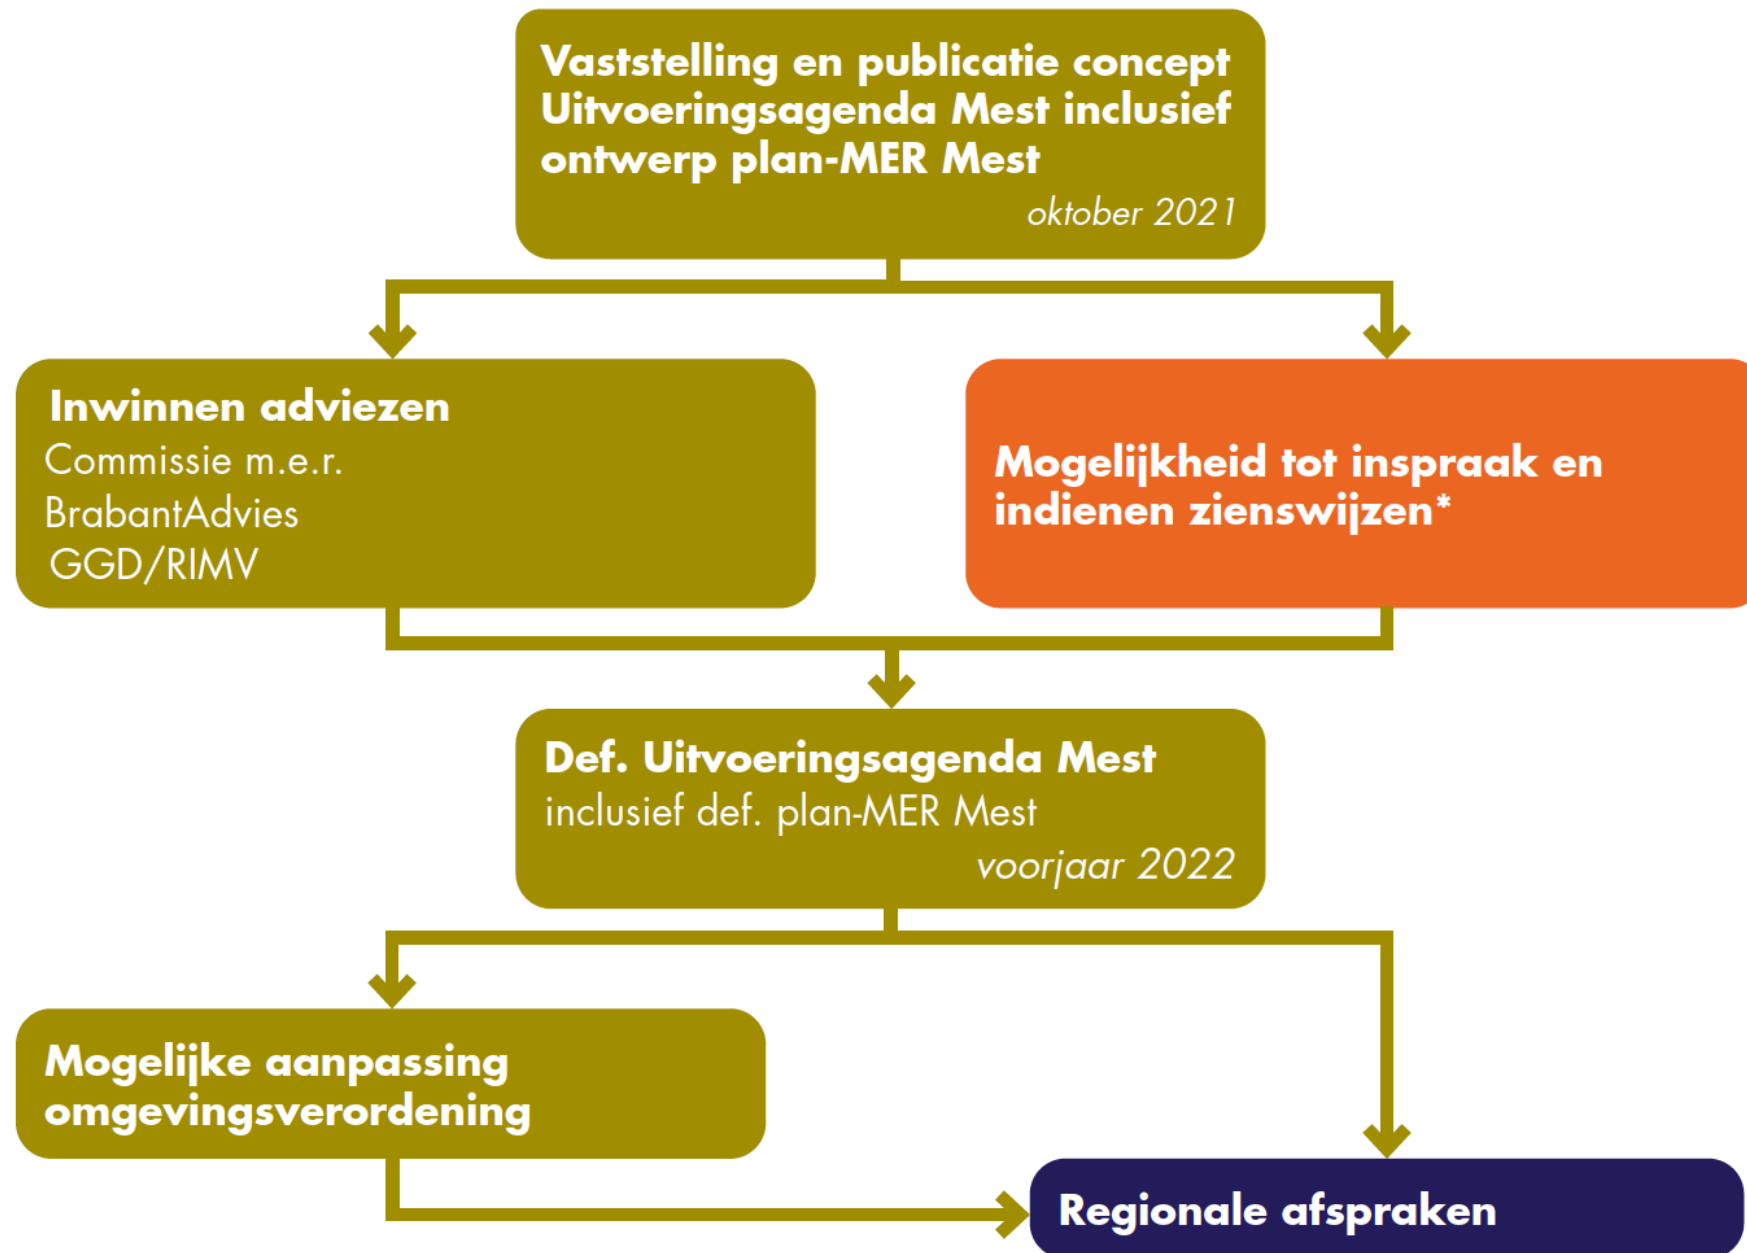 Vaststelling en publicatie concept
Uitvoeringsagenda Mest inclusief
ontwerp plan-MER Mest
oktober 2021
Inwinnen adviezen
Commissie m.e.r.
BrabantAdvies
GGD/RIMV
Mogelijkheid tot inspraak en
indienen zienswijzen*
Def. Uitvoeringsagenda Mest
inclusief def. plan-MER Mest
voorjaar 2022
Mogelijke aanpassing
omgevingsverordening
Regionale afspraken